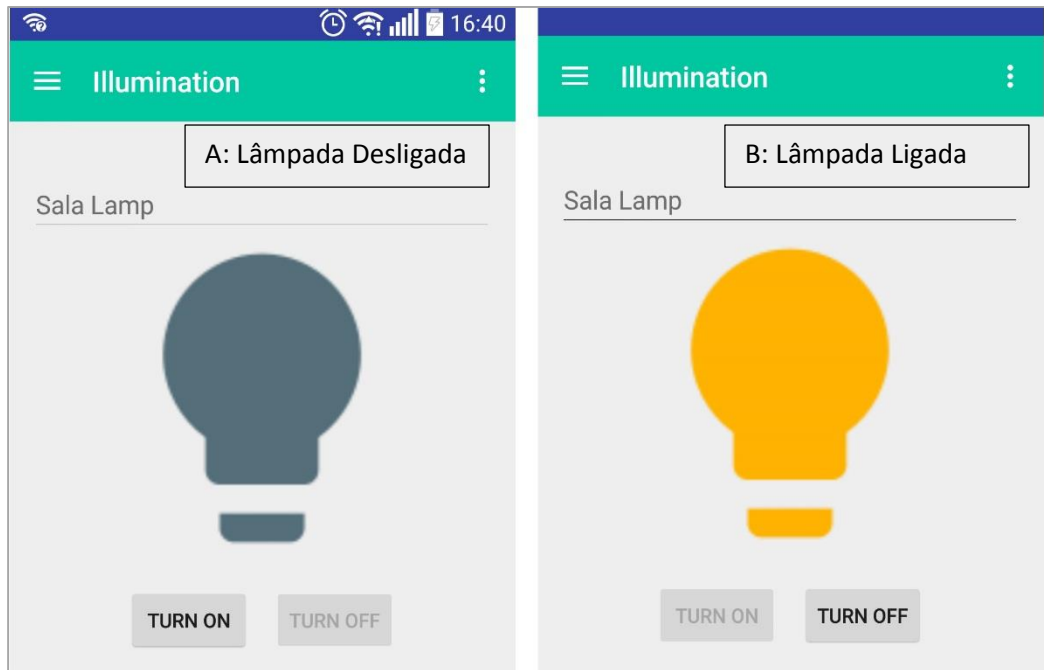 16:40
Illumination
A: Lâmpada Desligada
Sala Lamp
TURN ON
TURN OFF
Illumination
B: Lâmpada Ligada
Sala Lamp
TURN ON
TURN OFF